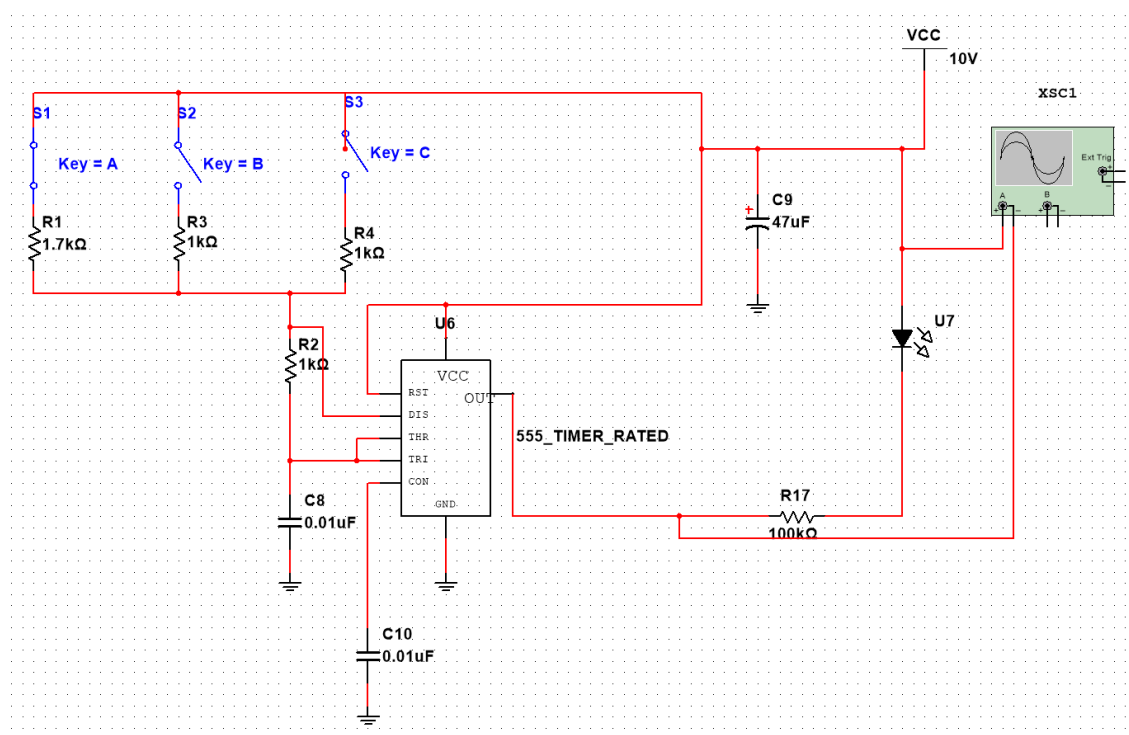 VCC
10V
XSC1
Ext Trig
+
−
A
B
+
−
+
−
S1
Key = A
S2
Key = B
S3
Key = C
R1
1.7kΩ
R3
1kΩ
R4
1kΩ
C9
+
47uF
U7
R2
1kΩ
U6
VCC
RST
OUT
DIS
THR
TRI
CON
GND
555_TIMER_RATED
C8
0.01uF
R17
100kΩ
C10
0.01uF